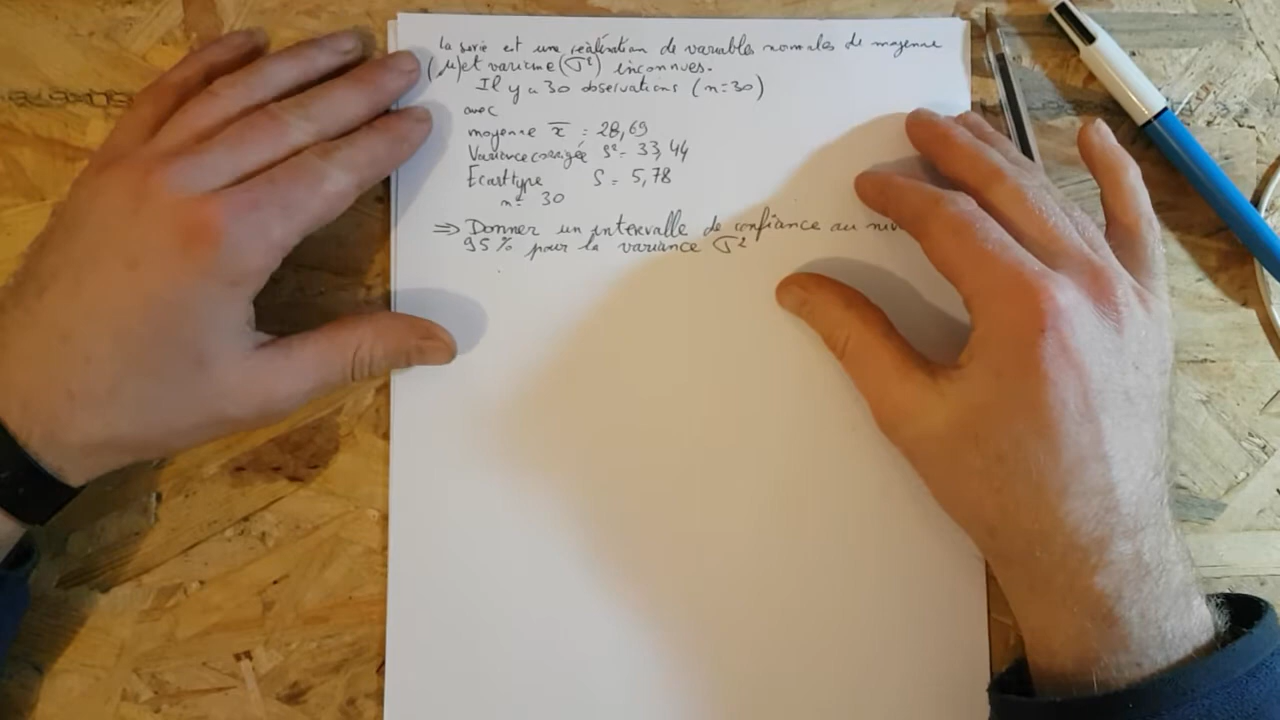 la série est une réalisation de variables normales de moyenne
(μ) et variance (σ²) inconnues.
Il y a 30 observations (n=30)
avec
moyenne x̄ = 28,69
Variance corrigée S² = 33,44
Ecart type S = 5,78
n = 30
⇒ Donner un intervalle de confiance au
95% pour la variance σ²